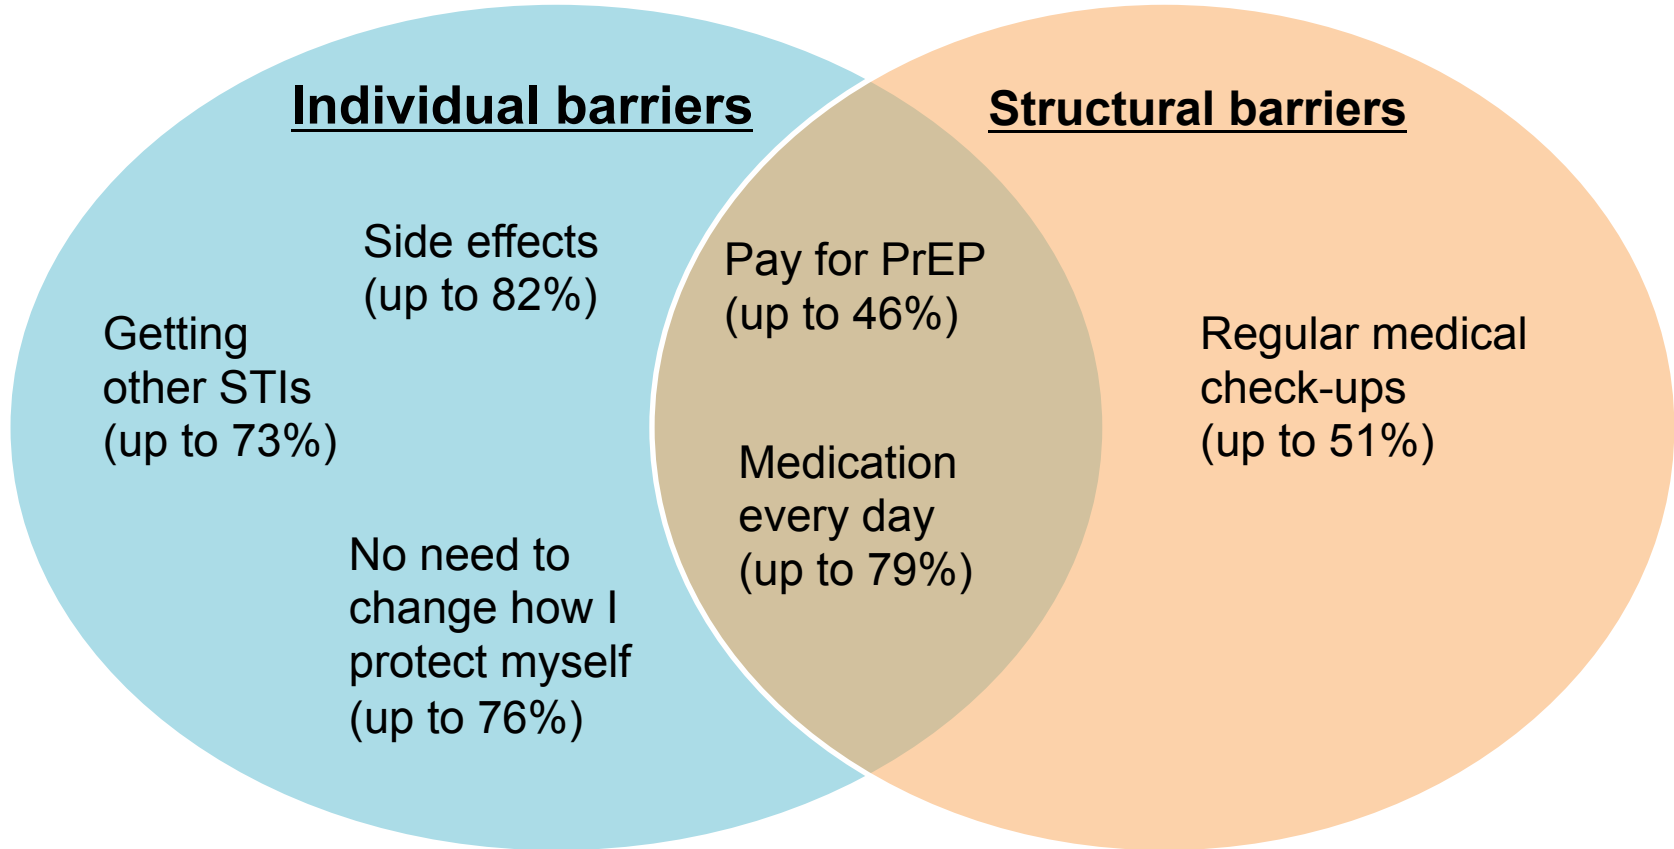 Individual barriers
Structural barriers
Side effects
(up to 82%)
Getting
other STIs
(up to 73%)
No need to
change how I
protect myself
(up to 76%)
Pay for PrEP
(up to 46%)
Medication
every day
(up to 79%)
Regular medical
check-ups
(up to 51%)